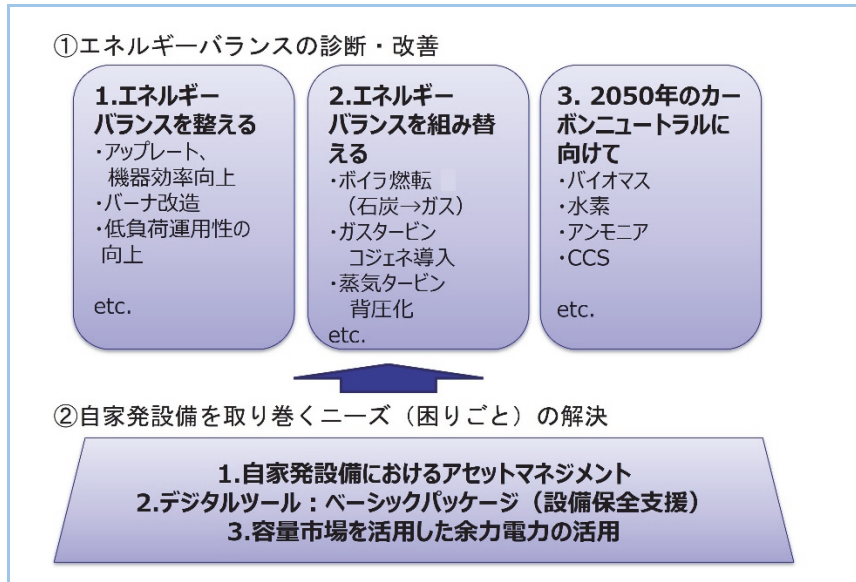 ①エネルギーバランスの診断・改善
1.エネルギー
バランスを整える
・アップレート、
機器効率向上
・バーナ改造
・低負荷運用性の
向上
etc.
2.エネルギー
バランスを組み替
える
・ボイラ燃転
（石炭→ガス）
・ガスタービン
コジェネ導入
・蒸気タービン
背圧化
etc.
3. 2050年のカー
ボンニュートラルに
向けて
・バイオマス
・水素
・アンモニア
・CCS
etc.
②自家発設備を取り巻くニーズ（困りごと）の解決
1.自家発設備におけるアセットマネジメント
2.デジタルツール：ベーシックパッケージ（設備保全支援）
3.容量市場を活用した余力電力の活用